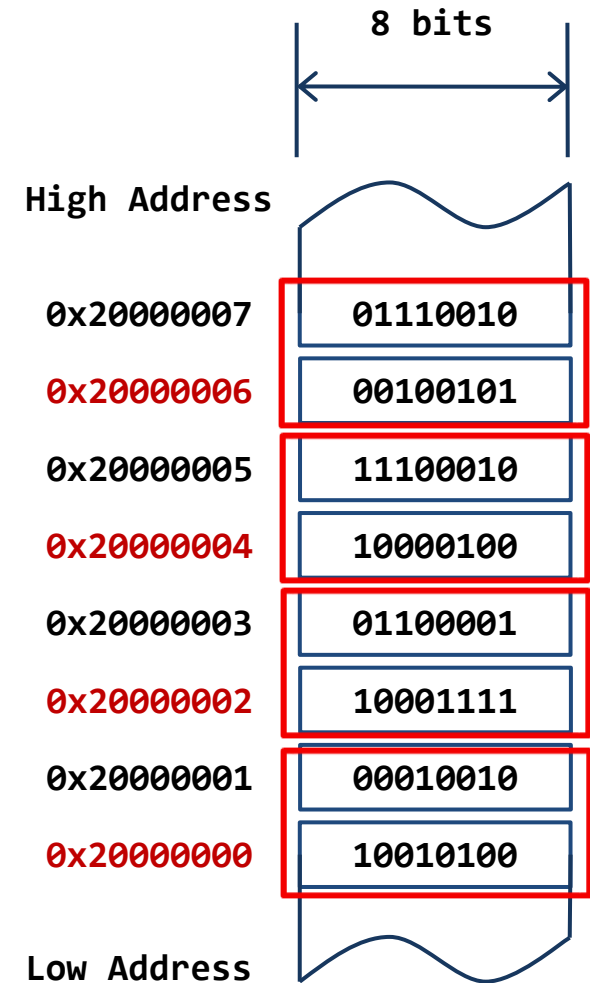 8 bits
High Address
0x20000007 01110010
0x20000006 00100101
0x20000005 11100010
0x20000004 10000100
0x20000003 01100001
0x20000002 10001111
0x20000001 00010010
0x20000000 10010100
Low Address